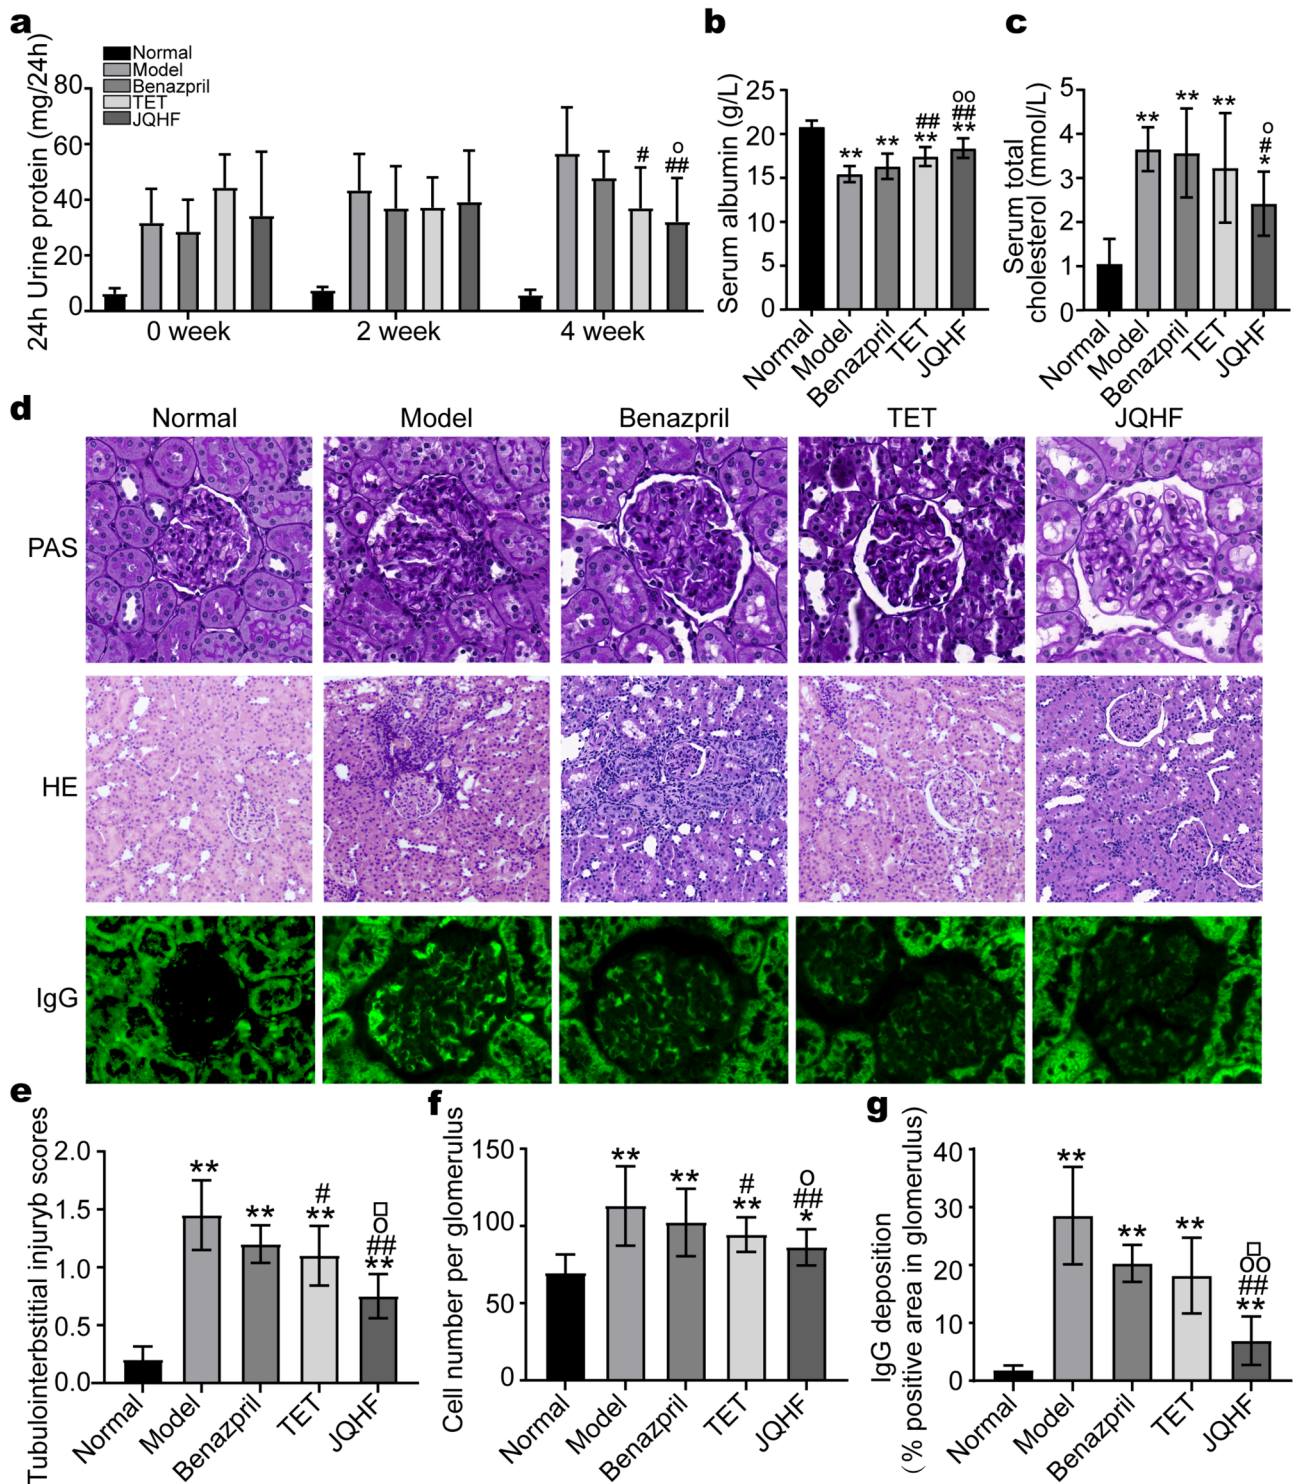 a
24h Urine protein (mg/24h)
80
60
40
20
0
Normal
Model
Benazpril
TET
JQHF
#
o
##
0 week
2 week
4 week
b
Serum albumin (g/L)
25
20
15
10
5
0
**
**
##
**
oo
##
**
Normal
Model
Benazpril
TET
JQHF
c
Serum total
cholesterol (mmol/L)
5
4
3
2
1
0
**
**
**
o
#
*
Normal
Model
Benazpril
TET
JQHF
d
Normal
Model
Benazpril
TET
JQHF
PAS
HE
IgG
e
Tubulointerbstitial injuryb scores
2.0
1.5
1.0
0.5
0.0
**
**
#
**
□
o
##
**
Normal
Model
Benazpril
TET
JQHF
f
Cell number per glomerulus
150
100
50
0
**
**
#
**
o
##
*
Normal
Model
Benazpril
TET
JQHF
g
IgG deposition
(% positive area in glomerulus)
40
30
20
10
0
**
**
**
□
oo
##
**
Normal
Model
Benazpril
TET
JQHF